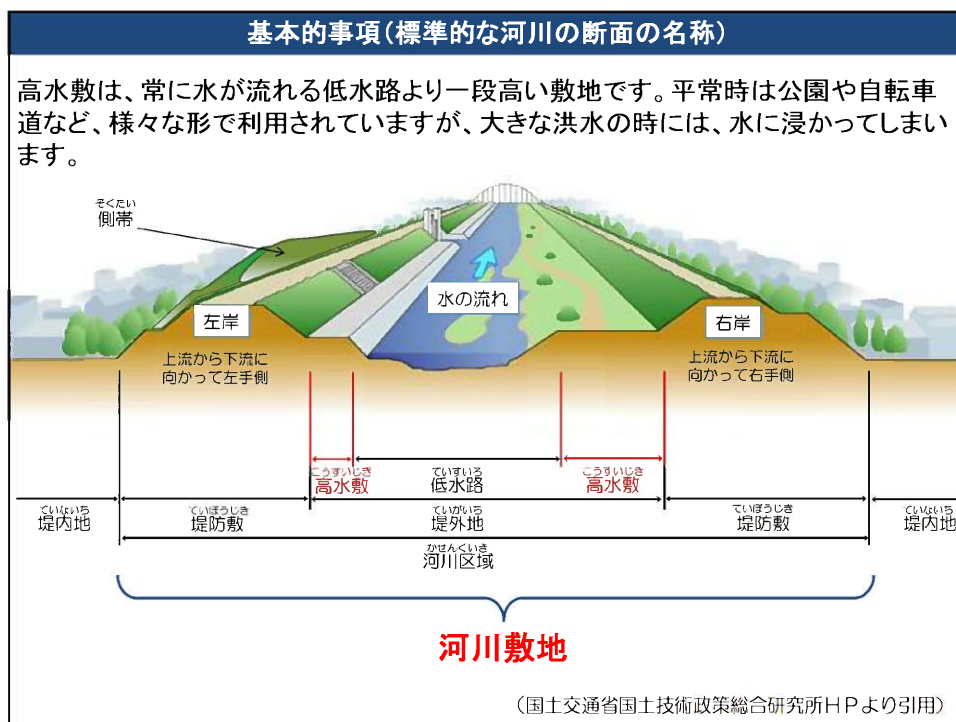 基本的事項（標準的な河川の断面の名称）
高水敷は、常に水が流れる低水路より一段高い敷地です。平常時は公園や自転車
道など、様々な形で利用されていますが、大きな洪水の時には、水に浸かってしまい
ます。
そくたい
側帯
水の流れ
左岸
右岸
上流から下流に
向かって左手側
上流から下流に
向かって右手側
こうすいじき
高水敷
ていすいろ
低水路
こうすいじき
高水敷
ていないち
堤内地
ていぼうじき
堤防敷
ていがいち
堤外地
ていぼうじき
堤防敷
ていないち
堤内地
かせんくいき
河川区域
河川敷地
（国土交通省国土技術政策総合研究所ＨＰより引用）